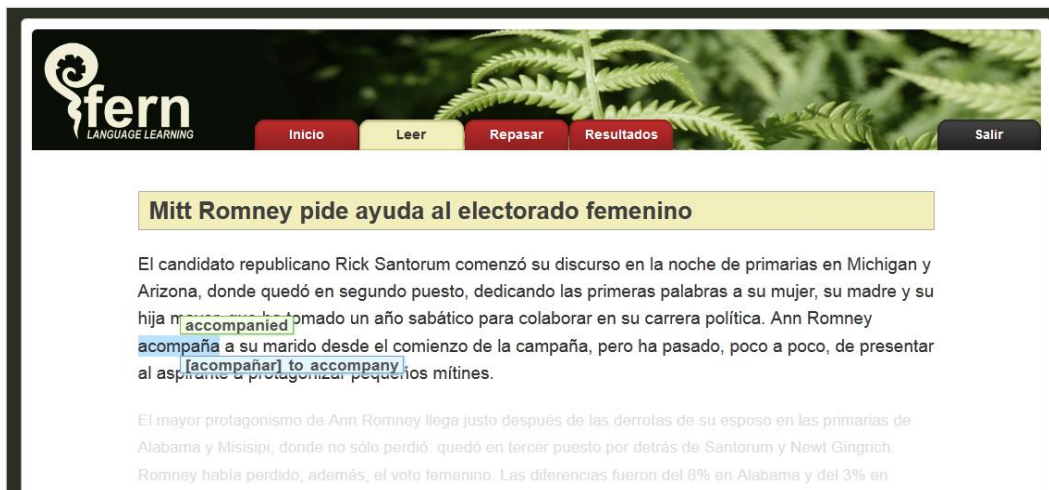 fern
LANGUAGE LEARNING
Inicio
Leer
Repasar
Resultados
Salir
Mitt Romney pide ayuda al electorado femenino
El candidato republicano Rick Santorum comenzó su discurso en la noche de primarias en Michigan y
Arizona, donde quedó en segundo puesto, dedicando las primeras palabras a su mujer, su madre y su
hija mayor, que ha tomado un año sabático para colaborar en su carrera política. Ann Romney
accompanied
acompaña a su marido desde el comienzo de la campaña, pero ha pasado, poco a poco, de presentar
[acompañar] to accompany
al aspirante a protagonizar pequeños mítines.
El mayor protagonismo de Ann Romney llega justo después de las derrotas de su esposo en las primarias de
Alabama y Misisipi, donde no sólo perdió: quedó en tercer puesto por detrás de Santorum y Newt Gingrich.
Romney había perdido, además, el voto femenino. Las diferencias fueron del 8% en Alabama y del 3% en